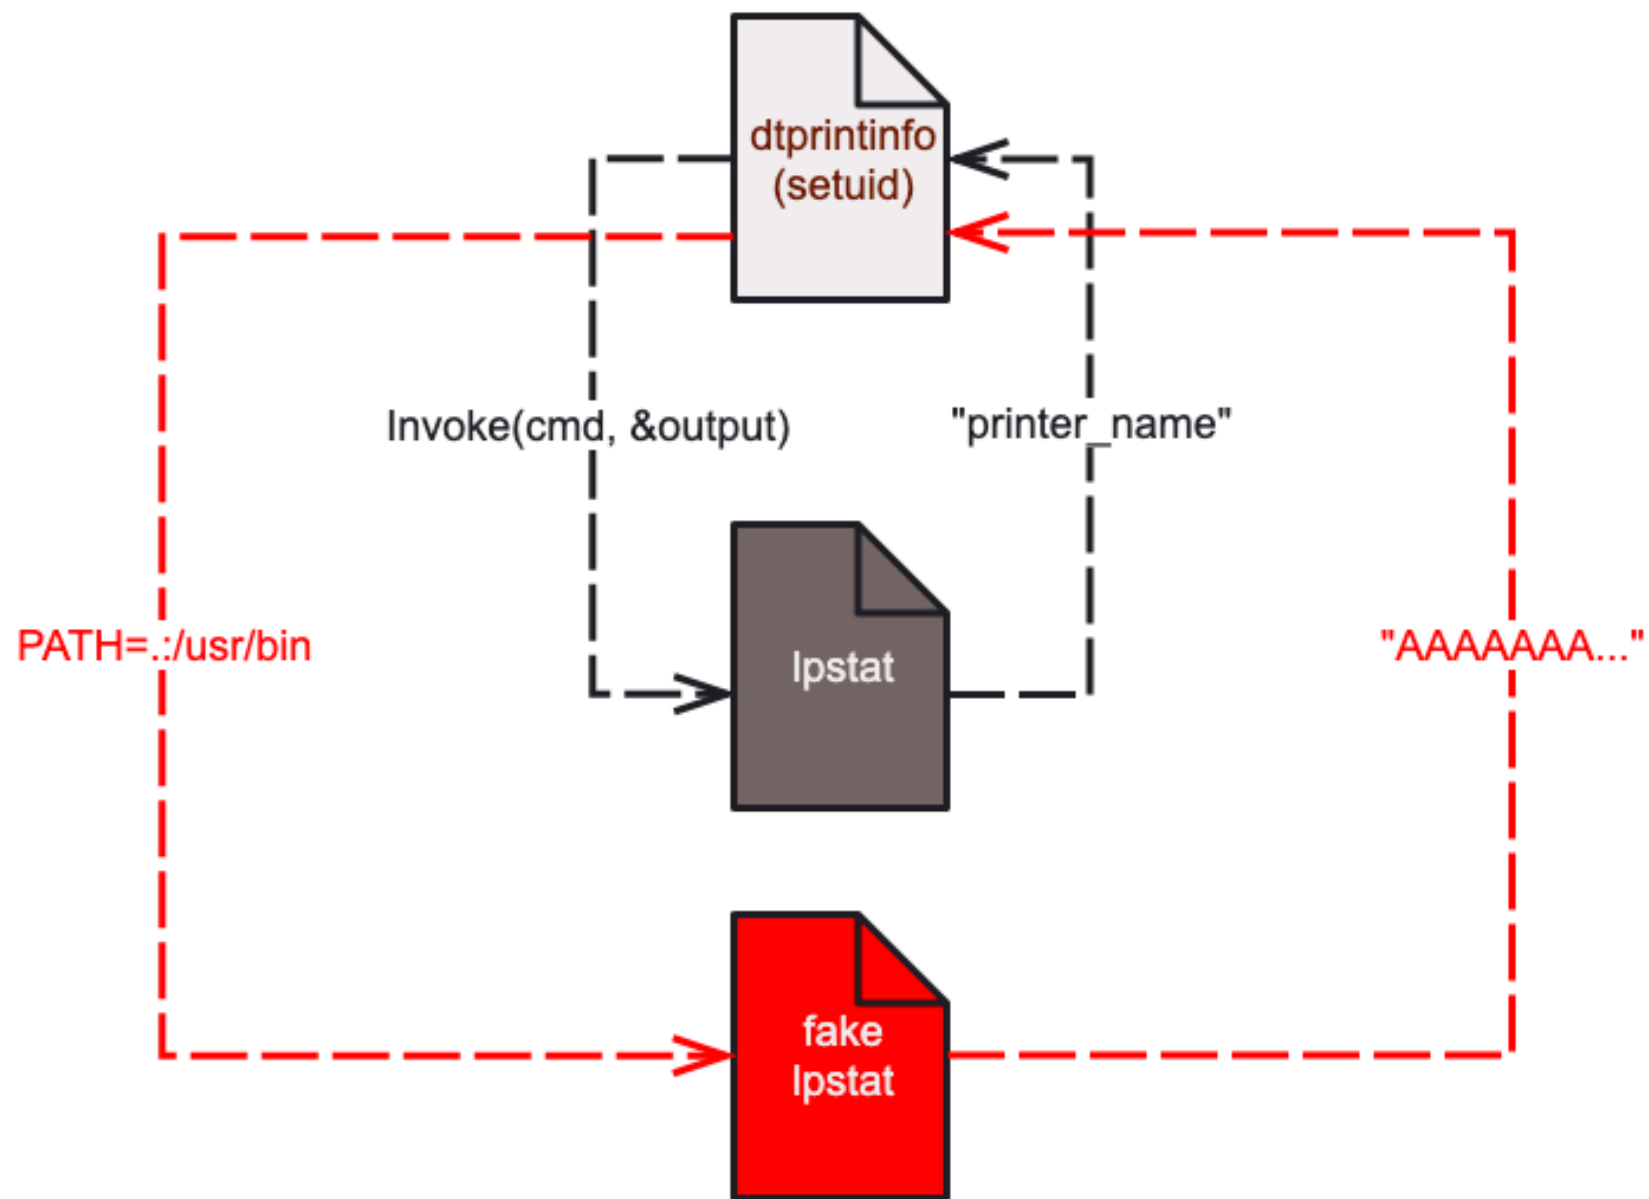 dtprintinfo
(setuid)
Invoke(cmd, &output)
"printer_name"
PATH=.:/usr/bin
lpstat
"AAAAAAA..."
fake
lpstat